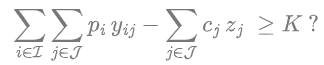 ∑_{i∈𝓘} ∑_{j∈𝓙} p_i y_{ij} − ∑_{j∈𝓙} c_j z_j ≥ K ?